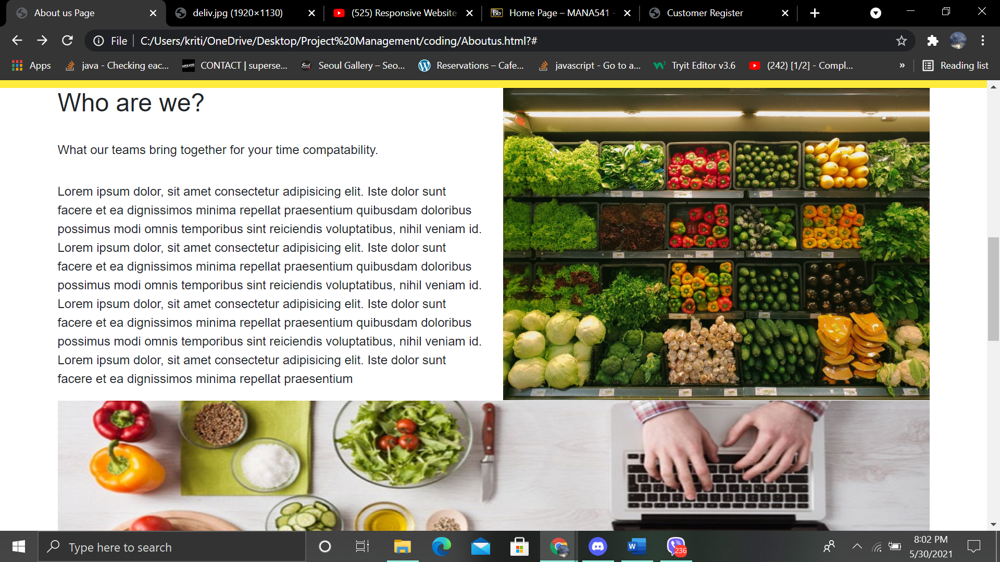 About us Page
deliv.jpg (1920×1130)
(525) Responsive Website
Bb Home Page – MANA541 -
Customer Register
File C:/Users/kriti/OneDrive/Desktop/Project%20Management/coding/Aboutus.html?#
Apps
java - Checking eac...
CONTACT | superse...
Seoul Gallery – Seo...
Reservations – Cafe...
javascript - Go to a...
Tryit Editor v3.6
(242) [1/2] - Compl...
»
Reading list
Who are we?
What our teams bring together for your time compatability.
Lorem ipsum dolor, sit amet consectetur adipisicing elit. Iste dolor sunt
facere et ea dignissimos minima repellat praesentium quibusdam doloribus
possimus modi omnis temporibus sint reiciendis voluptatibus, nihil veniam id.
Lorem ipsum dolor, sit amet consectetur adipisicing elit. Iste dolor sunt
facere et ea dignissimos minima repellat praesentium quibusdam doloribus
possimus modi omnis temporibus sint reiciendis voluptatibus, nihil veniam id.
Lorem ipsum dolor, sit amet consectetur adipisicing elit. Iste dolor sunt
facere et ea dignissimos minima repellat praesentium quibusdam doloribus
possimus modi omnis temporibus sint reiciendis voluptatibus, nihil veniam id.
Lorem ipsum dolor, sit amet consectetur adipisicing elit. Iste dolor sunt
facere et ea dignissimos minima repellat praesentium
Type here to search
W
236
8:02 PM
5/30/2021